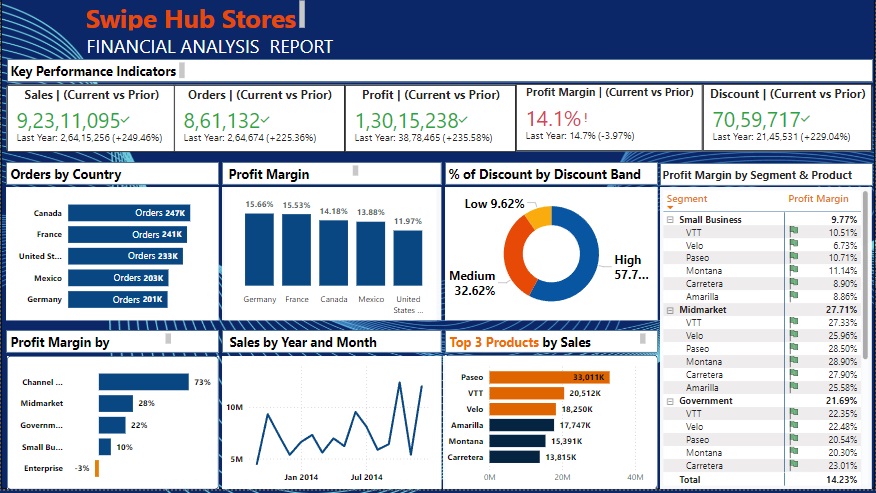 Swipe Hub Stores
FINANCIAL ANALYSIS REPORT
Key Performance Indicators
Sales | (Current vs Prior)
9,23,11,095
Last Year: 2,64,15,256 (+249.46%)
Orders | (Current vs Prior)
8,61,132
Last Year: 2,64,674 (+225.36%)
Profit | (Current vs Prior)
1,30,15,238
Last Year: 38,78,465 (+235.58%)
Profit Margin | (Current vs Prior)
14.1%!
Last Year: 14.7% (-3.97%)
Discount | (Current vs Prior)
70,59,717
Last Year: 21,45,531 (+229.04%)
Orders by Country
Canada Orders 247K
France Orders 241K
United St... Orders 233K
Mexico Orders 203K
Germany Orders 201K
Profit Margin
15.66% 15.53% 14.18% 13.88% 11.97%
Germany France Canada Mexico United
States ...
% of Discount by Discount Band
Low 9.62%
High
57.7...
Medium
32.62%
Profit Margin by Segment & Product
Segment Profit Margin
Small Business 9.77%
VTT 10.51%
Velo 6.73%
Paseo 10.71%
Montana 11.14%
Carretera 8.90%
Amarilla 8.86%
Midmarket 27.71%
VTT 27.33%
Velo 25.96%
Paseo 28.50%
Montana 28.90%
Carretera 27.90%
Amarilla 25.58%
Government 21.69%
VTT 22.35%
Velo 22.48%
Paseo 20.54%
Montana 20.30%
Carretera 23.01%
Total 14.23%
Profit Margin by
Channel ... 73%
Midmarket 28%
Governm... 22%
Small Bu... 10%
Enterprise -3%
Sales by Year and Month
10M
5M
Jan 2014 Jul 2014
Top 3 Products by Sales
Paseo 33,011K
VTT 20,512K
Velo 18,250K
Amarilla 17,747K
Montana 15,391K
Carretera 13,815K
0M 20M 40M